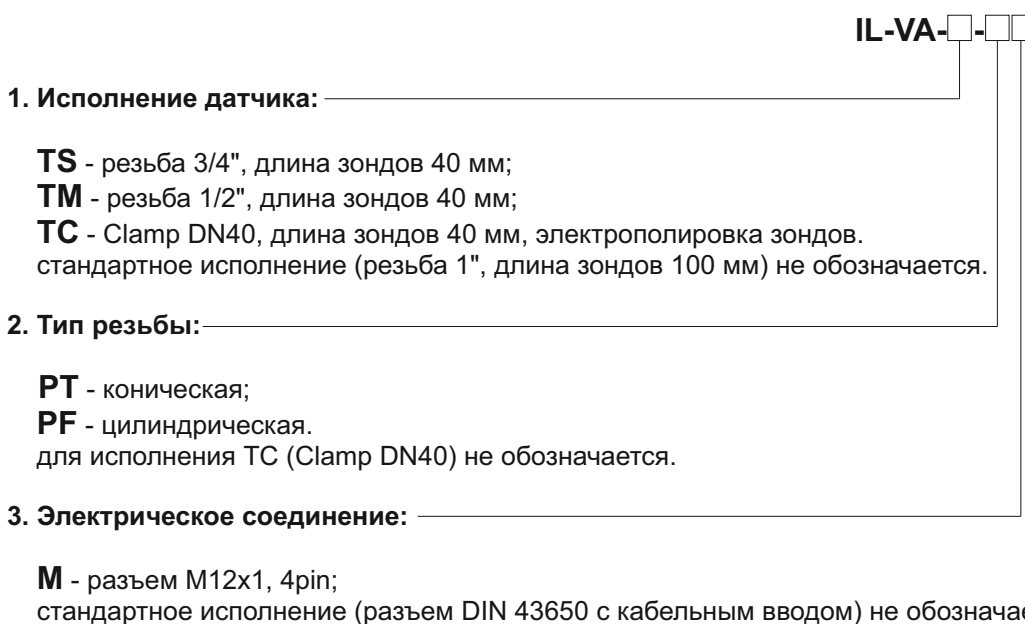 IL-VA-□-□□
1. Исполнение датчика:
TS - резьба 3/4", длина зондов 40 мм;
TM - резьба 1/2", длина зондов 40 мм;
TC - Clamp DN40, длина зондов 40 мм, электрополировка зондов.
стандартное исполнение (резьба 1", длина зондов 100 мм) не обозначается.
2. Тип резьбы:
PT - коническая;
PF - цилиндрическая.
для исполнения TC (Clamp DN40) не обозначается.
3. Электрическое соединение:
M - разъем M12x1, 4pin;
стандартное исполнение (разъем DIN 43650 с кабельным вводом) не